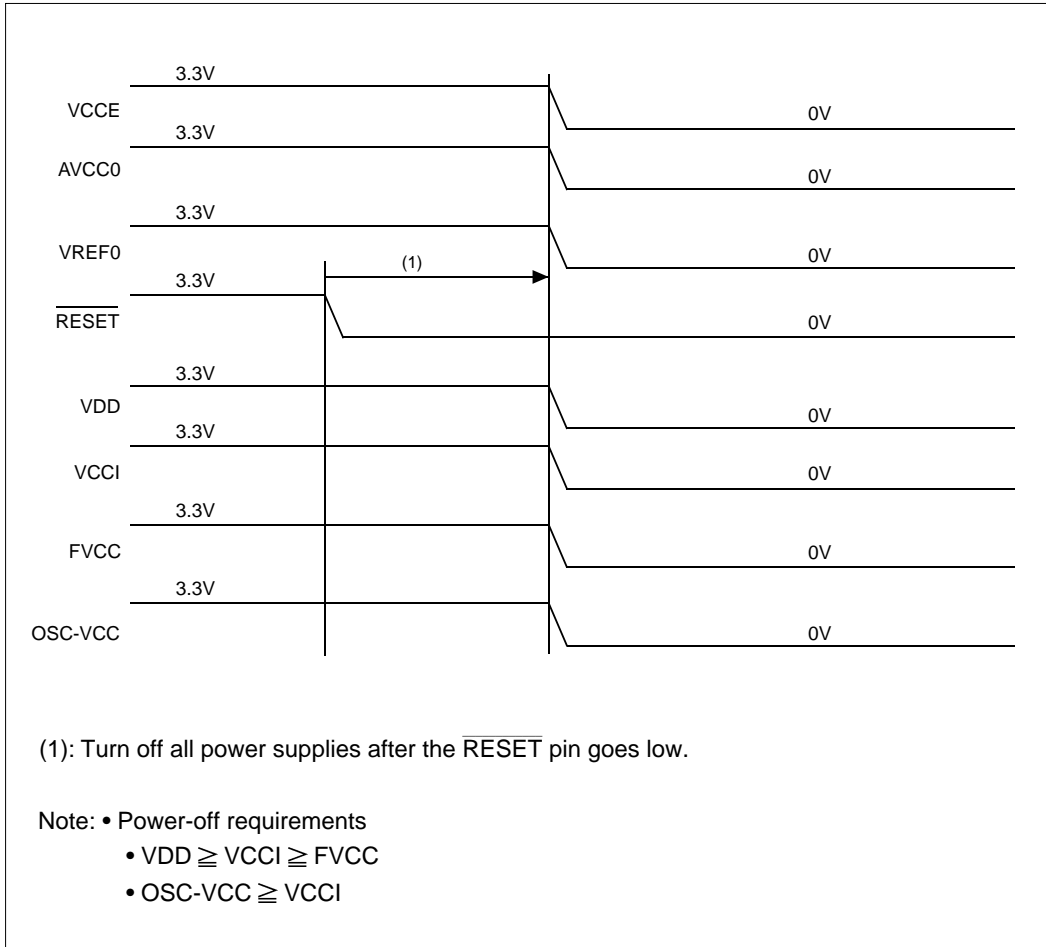 3.3V
VCCE
0V
3.3V
AVCC0
0V
3.3V
VREF0
0V
(1)
3.3V
RESET
0V
3.3V
VDD
0V
3.3V
VCCI
0V
3.3V
FVCC
0V
3.3V
OSC-VCC
0V
(1): Turn off all power supplies after the RESET pin goes low.
Note: • Power-off requirements
• VDD ≧ VCCI ≧ FVCC
• OSC-VCC ≧ VCCI